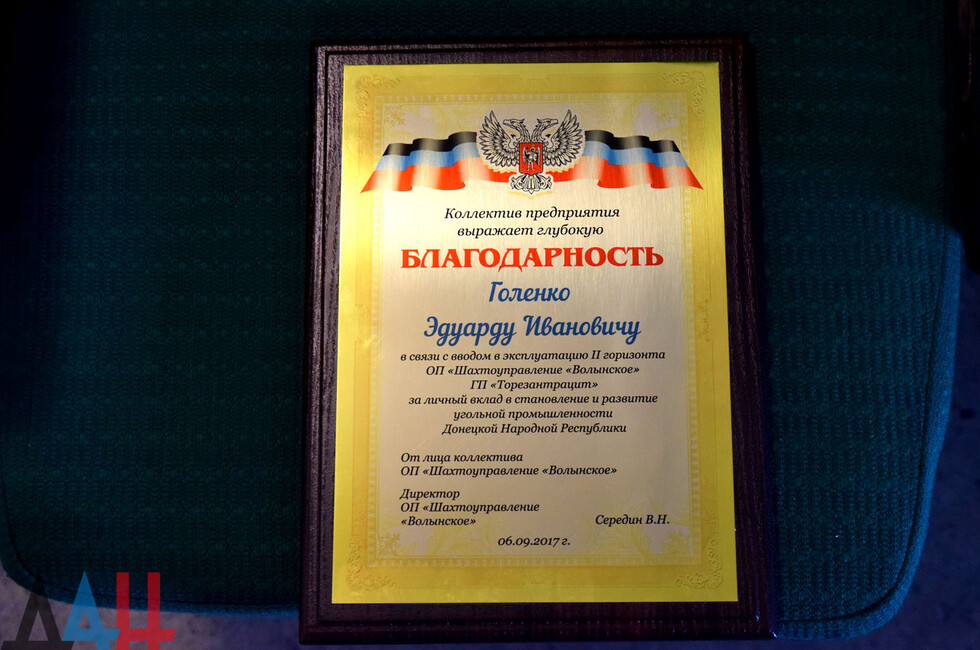 Коллектив предприятия
выражает глубокую
БЛАГОДАРНОСТЬ
Голенко
Эдуарду Ивановичу
в связи с вводом в эксплуатацию II горизонта
ОП «Шахтоуправление «Волынское»
ГП «Торезантрацит»
за личный вклад в становление и развитие
угольной промышленности
Донецкой Народной Республики
От лица коллектива
ОП «Шахтоуправление «Волынское»
Директор
ОП «Шахтоуправление
«Волынское» Середин В.Н.
06.09.2017 г.
ДАН